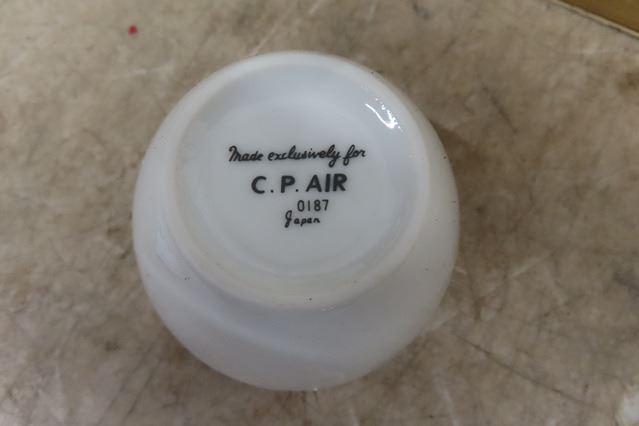 Made exclusively for
C.P. AIR
0187
Japan